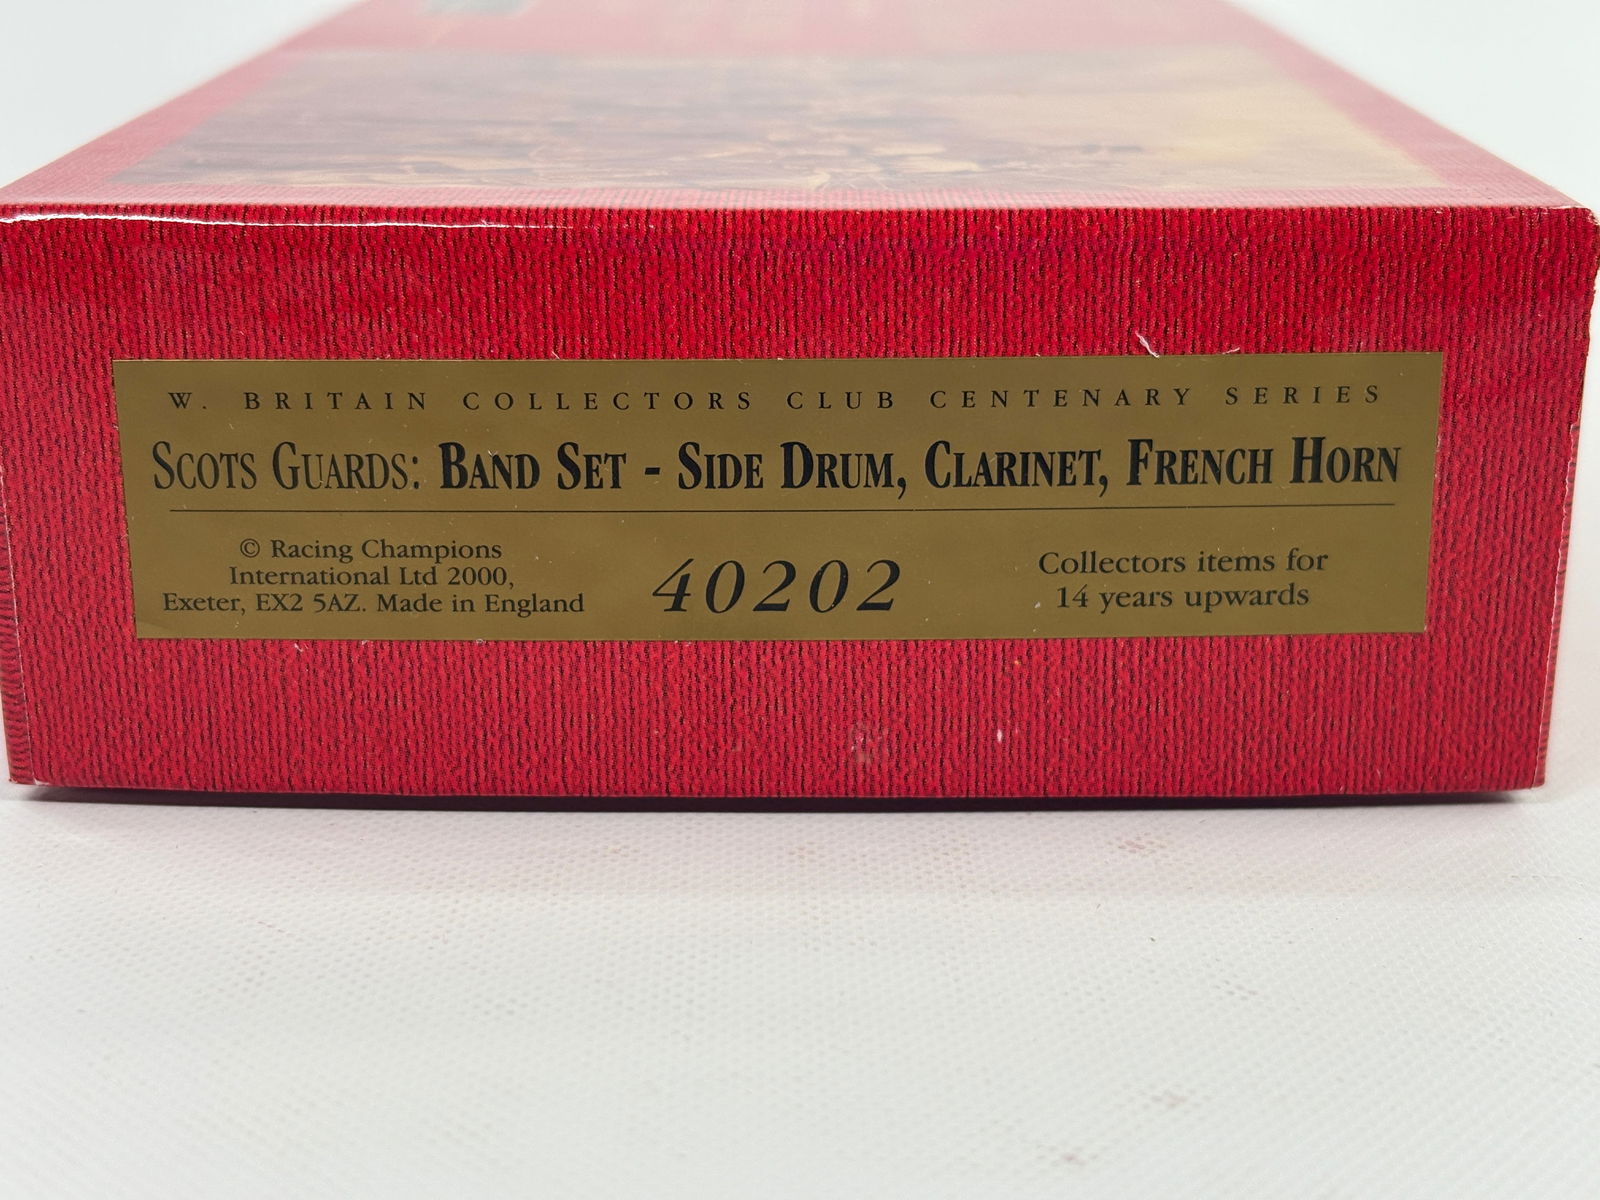 W. BRITAIN COLLECTORS CLUB CENTENARY SERIES
SCOTS GUARDS: BAND SET - SIDE DRUM, CLARINET, FRENCH HORN
© Racing Champions
International Ltd 2000,
Exeter, EX2 5AZ. Made in England
40202
Collectors items for
14 years upwards